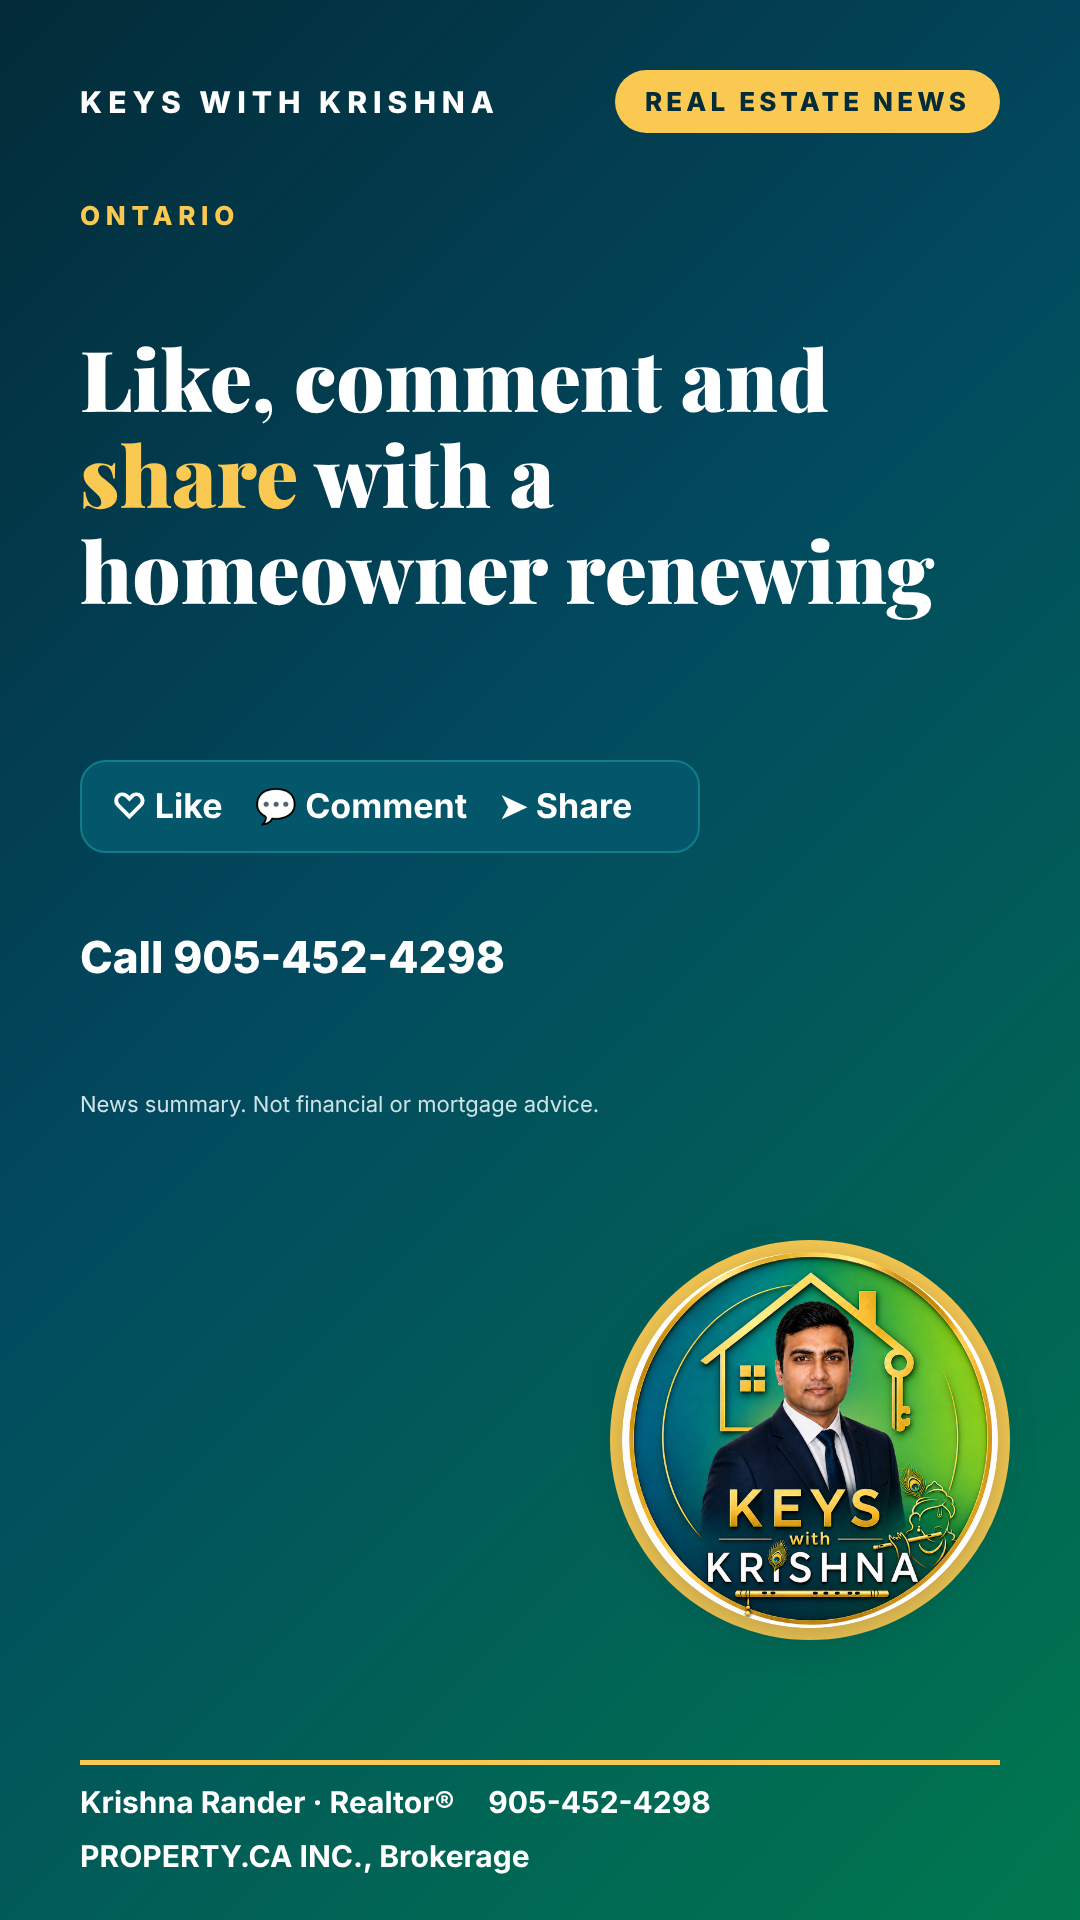 KEYS WITH KRISHNA
REAL ESTATE NEWS
ONTARIO
Like, comment and
share with a
homeowner renewing
♡ Like 💬 Comment ➤ Share
Call 905-452-4298
News summary. Not financial or mortgage advice.
KEYS
with
KRISHNA
Krishna Rander · Realtor® 905-452-4298
PROPERTY.CA INC., Brokerage